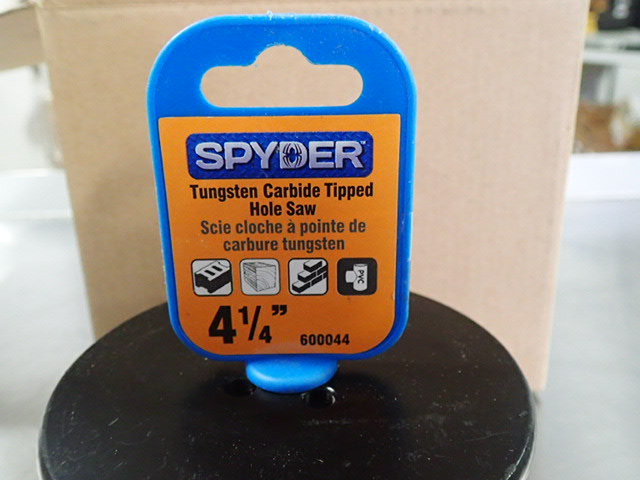 SPYDER
Tungsten Carbide Tipped
Hole Saw
Scie cloche à pointe de
carbure tungsten
PVC
4 1/4"
600044